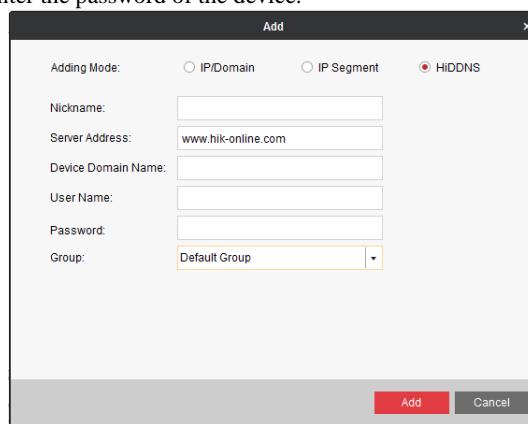 enter the password of the device.
Add ×
Adding Mode: IP/Domain IP Segment HiDDNS
Nickname:
Server Address: www.hik-online.com
Device Domain Name:
User Name:
Password:
Group: Default Group
Add Cancel